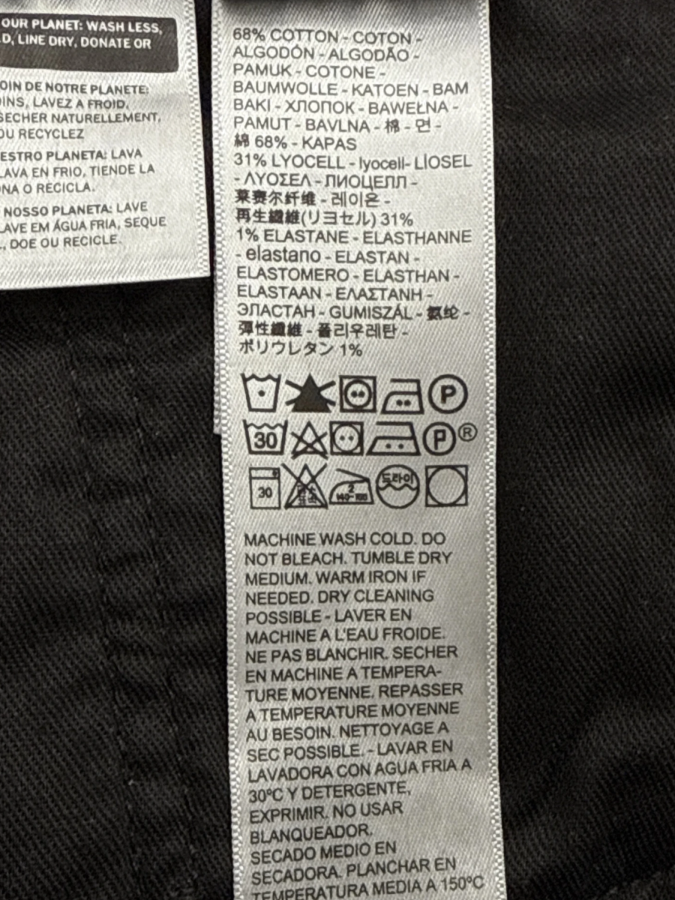 OUR PLANET: WASH LESS,
D, LINE DRY, DONATE OR
OIN DE NOTRE PLANETE:
INS, LAVEZ A FROID,
SECHER NATURELLEMENT,
OU RECYCLEZ
ESTRO PLANETA: LAVA
LAVA EN FRIO, TIENDE LA
NA O RECICLA.
NOSSO PLANETA: LAVE
LAVE EM ÁGUA FRIA, SEQUE
, DOE OU RECICLE.
68% COTTON - COTON -
ALGODÓN - ALGODÃO -
PAMUK - COTONE -
BAUMWOLLE - KATOEN - BAM
BAKI - ХЛОПОК - BAWEŁNA -
PAMUT - BAVLNA - 棉 - 면 -
綿 68% - KAPAS
31% LYOCELL - lyocell- LİOSEL
- ΛΥΟΣΕΛ - ЛИОЦЕЛЛ -
莱赛尔纤维 - 레이온 -
再生纖維(リヨセル) 31%
1% ELASTANE - ELASTHANNE
- elastano - ELASTAN -
ELASTOMERO - ELASTHAN -
ELASTAAN - ΕΛΑΣΤΑΝΗ -
ЭЛАСТАН - GUMISZÁL - 氨纶 -
彈性纖維 - 폴리우레탄 -
ポリウレタン 1%
P
30 P®
30 2 140-160 드라이
MACHINE WASH COLD. DO
NOT BLEACH. TUMBLE DRY
MEDIUM. WARM IRON IF
NEEDED. DRY CLEANING
POSSIBLE - LAVER EN
MACHINE A L'EAU FROIDE.
NE PAS BLANCHIR. SECHER
EN MACHINE A TEMPERA-
TURE MOYENNE. REPASSER
A TEMPERATURE MOYENNE
AU BESOIN. NETTOYAGE A
SEC POSSIBLE. - LAVAR EN
LAVADORA CON AGUA FRIA A
30°C Y DETERGENTE,
EXPRIMIR. NO USAR
BLANQUEADOR.
SECADO MEDIO EN
SECADORA. PLANCHAR EN
TEMPERATURA MEDIA A 150°C